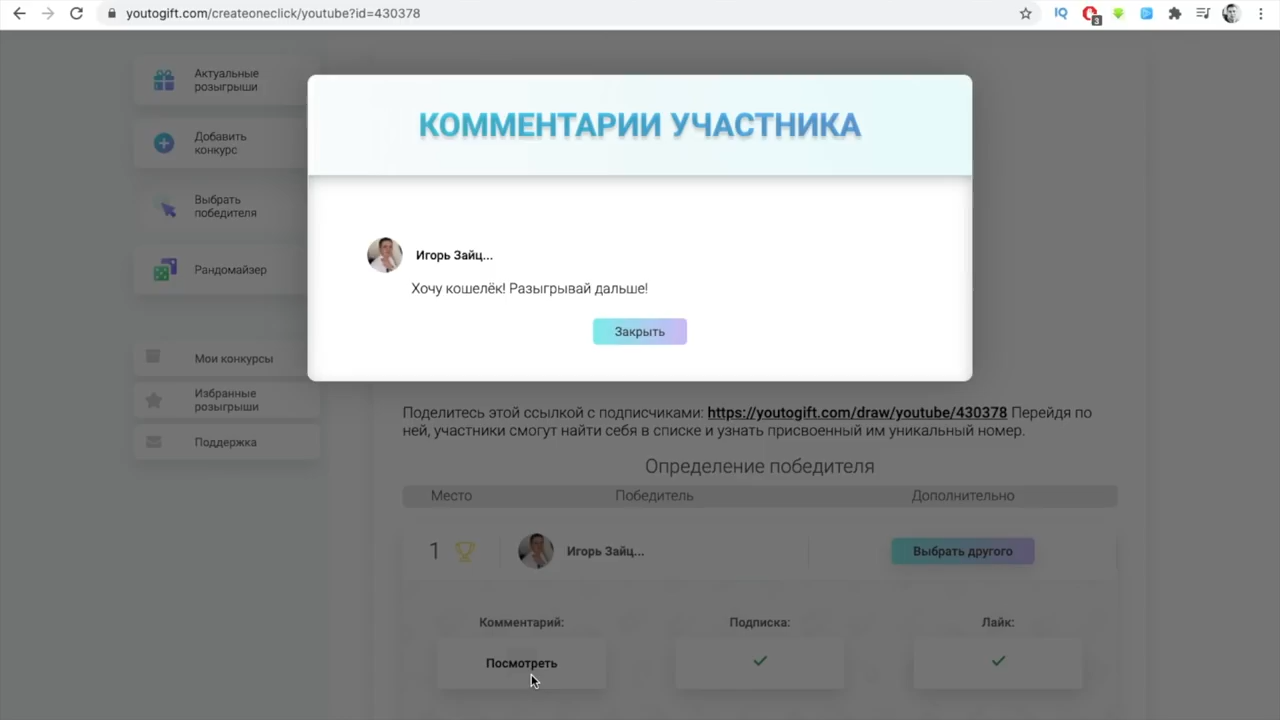 youtogift.com/createoneclick/youtube?id=430378
3
Актуальные
розыгрыши
Добавить
конкурс
Выбрать
победителя
Рандомайзер
Мои конкурсы
Избранные
розыгрыши
Поддержка
КОММЕНТАРИИ УЧАСТНИКА
Игорь Зайц...
Хочу кошелёк! Разыгрывай дальше!
Закрыть
Поделитесь этой ссылкой с подписчиками: https://youtogift.com/draw/youtube/430378 Перейдя по
ней, участники смогут найти себя в списке и узнать присвоенный им уникальный номер.
Определение победителя
Место Победитель Дополнительно
1 Игорь Зайц... Выбрать другого
Комментарий: Подписка: Лайк:
Посмотреть